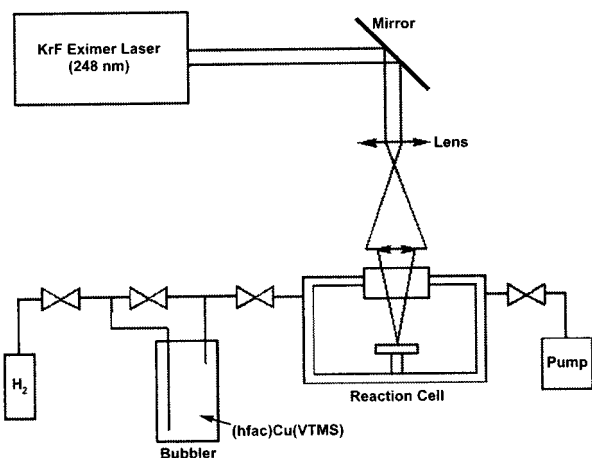 Mirror
KrF Eximer Laser
(248 nm)
Lens
H2
Pump
Reaction Cell
(hfac)Cu(VTMS)
Bubbler